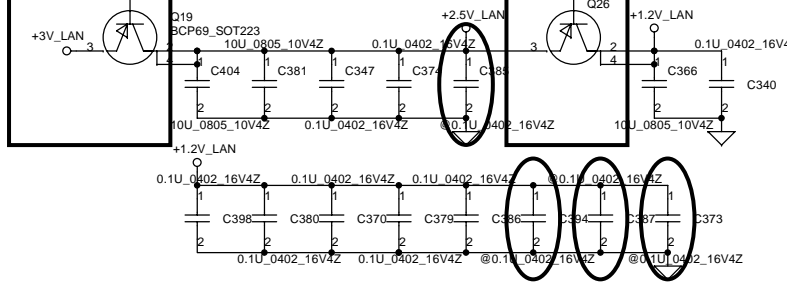 Q19
BCP69_SOT223
+3V_LAN
3
2
4
10U_0805_10V4Z
0.1U_0402_16V4Z
+2.5V_LAN
Q26
3
2
4
+1.2V_LAN
0.1U_0402_16V4
1
C404
1
C381
1
C347
1
C374
1
C385
1
C366
1
C340
2
2
2
2
2
2
2
10U_0805_10V4Z
0.1U_0402_16V4Z
@0.1U_0402_16V4Z
10U_0805_10V4Z
+1.2V_LAN
0.1U_0402_16V4Z
0.1U_0402_16V4Z
0.1U_0402_16V4Z
@0.1U_0402_16V4Z
1
C398
1
C380
1
C370
1
C379
1
C386
1
C394
1
C387
1
C373
2
2
2
2
2
2
2
2
0.1U_0402_16V4Z
0.1U_0402_16V4Z
@0.1U_0402_16V4Z
@0.1U_0402_16V4Z